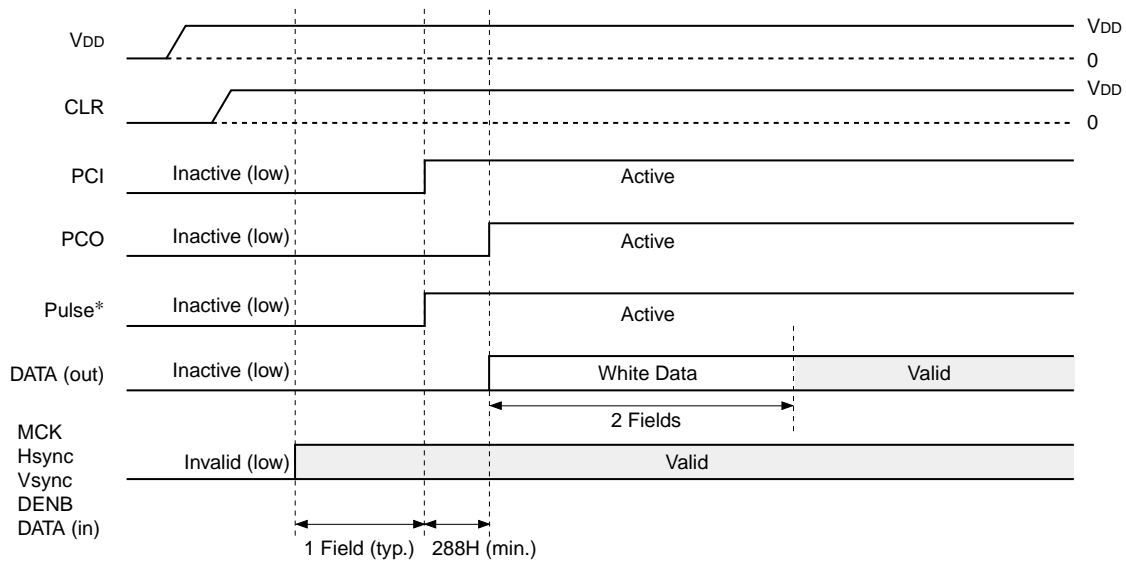 VDD
VDD
0
CLR
VDD
0
PCI
Inactive (low)
Active
PCO
Inactive (low)
Active
Pulse*
Inactive (low)
Active
DATA (out)
Inactive (low)
White Data
Valid
2 Fields
MCK
Hsync
Vsync
DENB
DATA (in)
Invalid (low)
Valid
1 Field (typ.)
288H (min.)